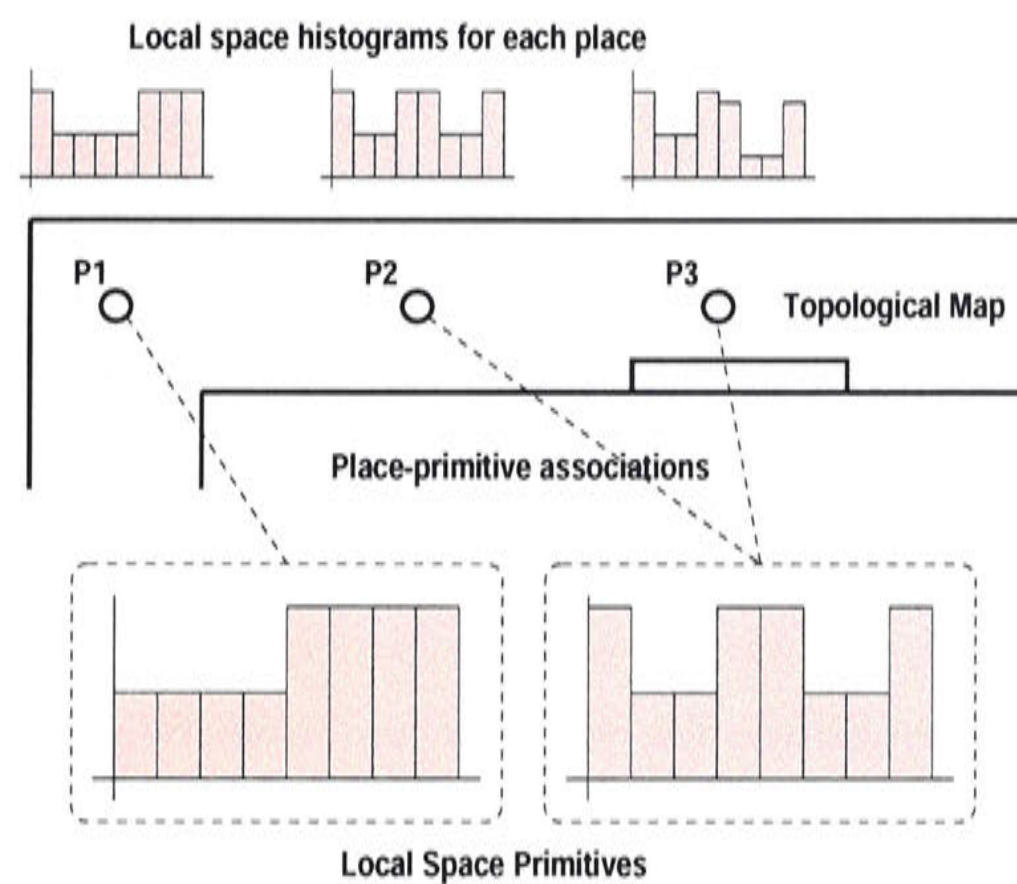 Local space histograms for each place
P1
P2
P3
Topological Map
Place-primitive associations
Local Space Primitives